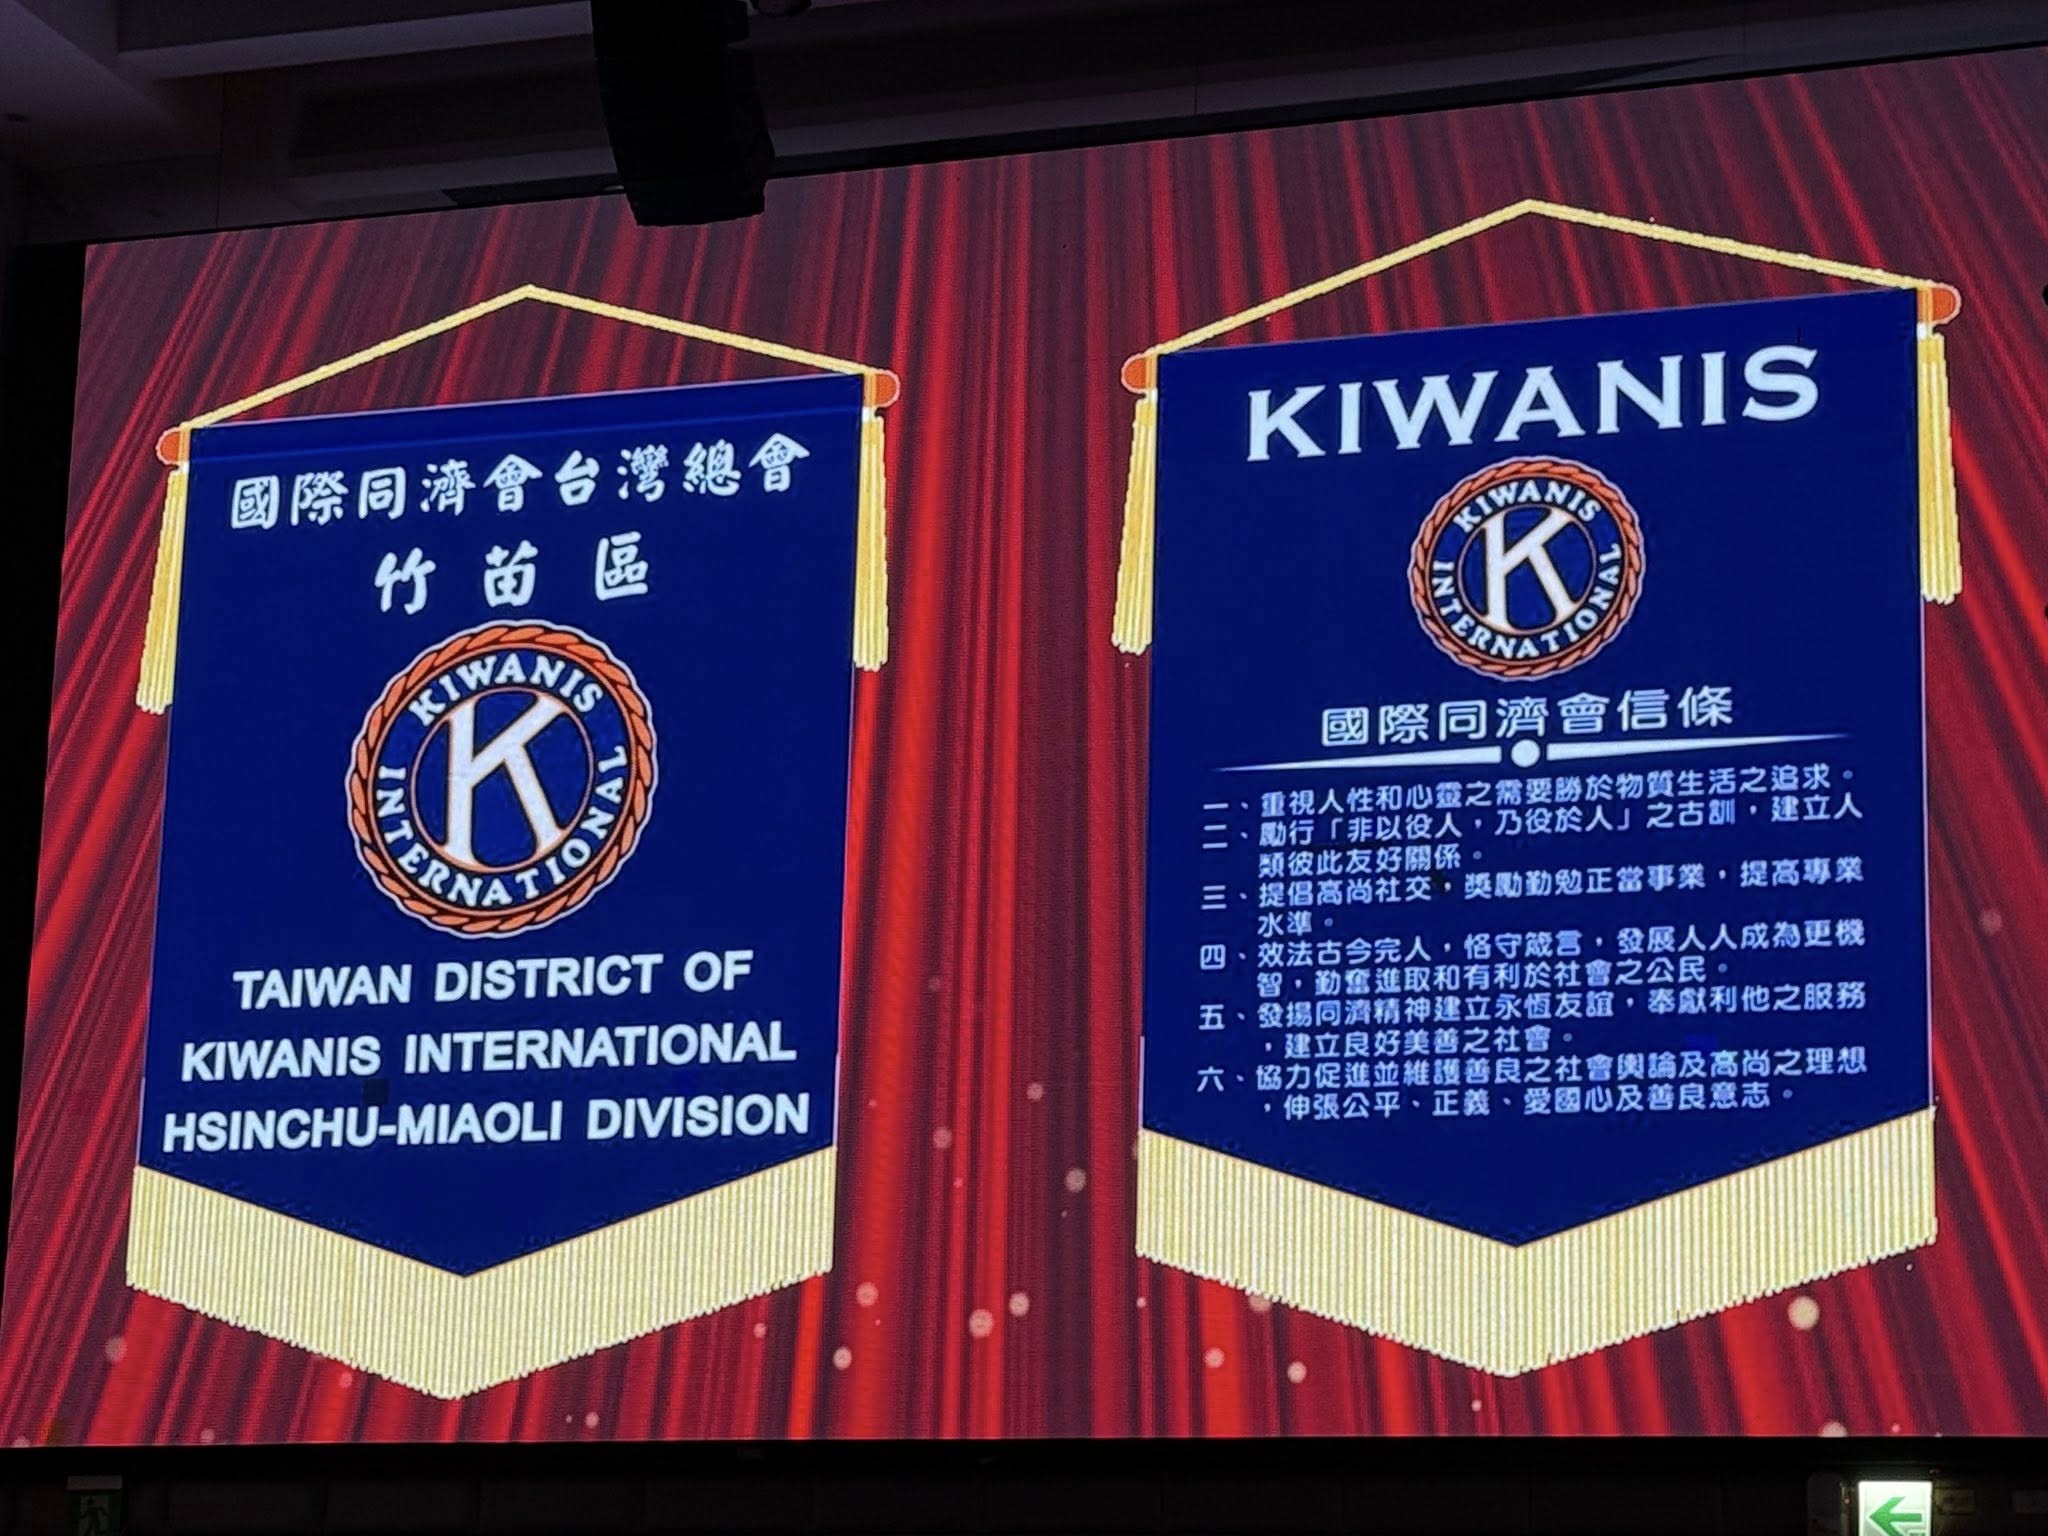 國際同濟會台灣總會
竹苗區
KIWANIS
K
INTERNATIONAL
TAIWAN DISTRICT OF
KIWANIS INTERNATIONAL
HSINCHU-MIAOLI DIVISION
KIWANIS
KIWANIS
K
INTERNATIONAL
國際同濟會信條
一、重視人性和心靈之需要勝於物質生活之追求。
二、勵行「非以役人，乃役於人」之古訓，建立人
類彼此友好關係。
三、提倡高尚社交，獎勵勤勉正當事業，提高專業
水準。
四、效法古今完人，恪守箴言，發展人人成為更機
智，勤奮進取和有利於社會之公民。
五、發揚同濟精神建立永恆友誼，奉獻利他之服務
，建立良好美善之社會。
六、協力促進並維護善良之社會輿論及高尚之理想
，伸張公平、正義、愛國心及善良意志。